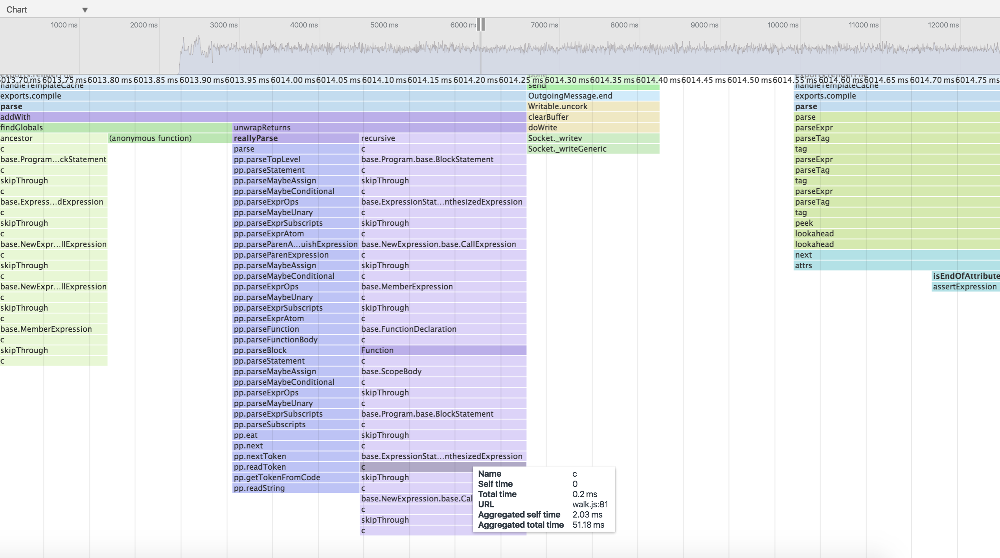 Chart ▼
1000 ms 2000 ms 3000 ms 4000 ms 5000 ms 6000 ms 7000 ms 8000 ms 9000 ms 10000 ms 11000 ms 12000 ms
6013.70 ms 6013.75 ms 6013.80 ms 6013.85 ms 6013.90 ms 6013.95 ms 6014.00 ms 6014.05 ms 6014.10 ms 6014.15 ms 6014.20 ms 6014.25 ms 6014.30 ms 6014.35 ms 6014.40 ms 6014.45 ms 6014.50 ms 6014.55 ms 6014.60 ms 6014.65 ms 6014.70 ms 6014.75 ms
exports.renderFile
handleTemplateCache
exports.compile
parse
addWith
findGlobals
ancestor
c
base.Program...ckStatement
c
skipThrough
c
base.Express...dExpression
c
skipThrough
c
base.NewExpr...llExpression
c
skipThrough
c
base.NewExpr...llExpression
c
skipThrough
c
base.MemberExpression
c
skipThrough
c
(anonymous function)
unwrapReturns
reallyParse
parse
pp.parseTopLevel
pp.parseStatement
pp.parseMaybeAssign
pp.parseMaybeConditional
pp.parseExprOps
pp.parseMaybeUnary
pp.parseExprSubscripts
pp.parseExprAtom
pp.parseParenA...uishExpression
pp.parseParenExpression
pp.parseMaybeAssign
pp.parseMaybeConditional
pp.parseExprOps
pp.parseMaybeUnary
pp.parseExprSubscripts
pp.parseExprAtom
pp.parseFunction
pp.parseFunctionBody
pp.parseBlock
pp.parseStatement
pp.parseMaybeAssign
pp.parseMaybeConditional
pp.parseExprOps
pp.parseMaybeUnary
pp.parseExprSubscripts
pp.parseSubscripts
pp.eat
pp.next
pp.nextToken
pp.readToken
pp.getTokenFromCode
pp.readString
recursive
c
base.Program.base.BlockStatement
c
skipThrough
c
base.ExpressionStat...nthesizedExpression
c
skipThrough
c
base.NewExpression.base.CallExpression
c
skipThrough
c
base.MemberExpression
c
skipThrough
c
base.FunctionDeclaration
c
Function
c
base.ScopeBody
c
skipThrough
c
base.Program.base.BlockStatement
c
skipThrough
c
base.ExpressionStat...nthesizedExpression
c
skipThrough
c
base.NewExpression.base.Cal
c
skipThrough
c
done
send
OutgoingMessage.end
Writable.uncork
clearBuffer
doWrite
Socket._writev
Socket._writeGeneric
exports.renderFile
handleTemplateCache
exports.compile
parse
parse
parseExpr
parseTag
tag
parseExpr
parseTag
tag
parseExpr
parseTag
tag
peek
lookahead
lookahead
next
attrs
isEndOfAttribute
assertExpression
Name c
Self time 0
Total time 0.2 ms
URL walk.js:81
Aggregated self time 2.03 ms
Aggregated total time 51.18 ms